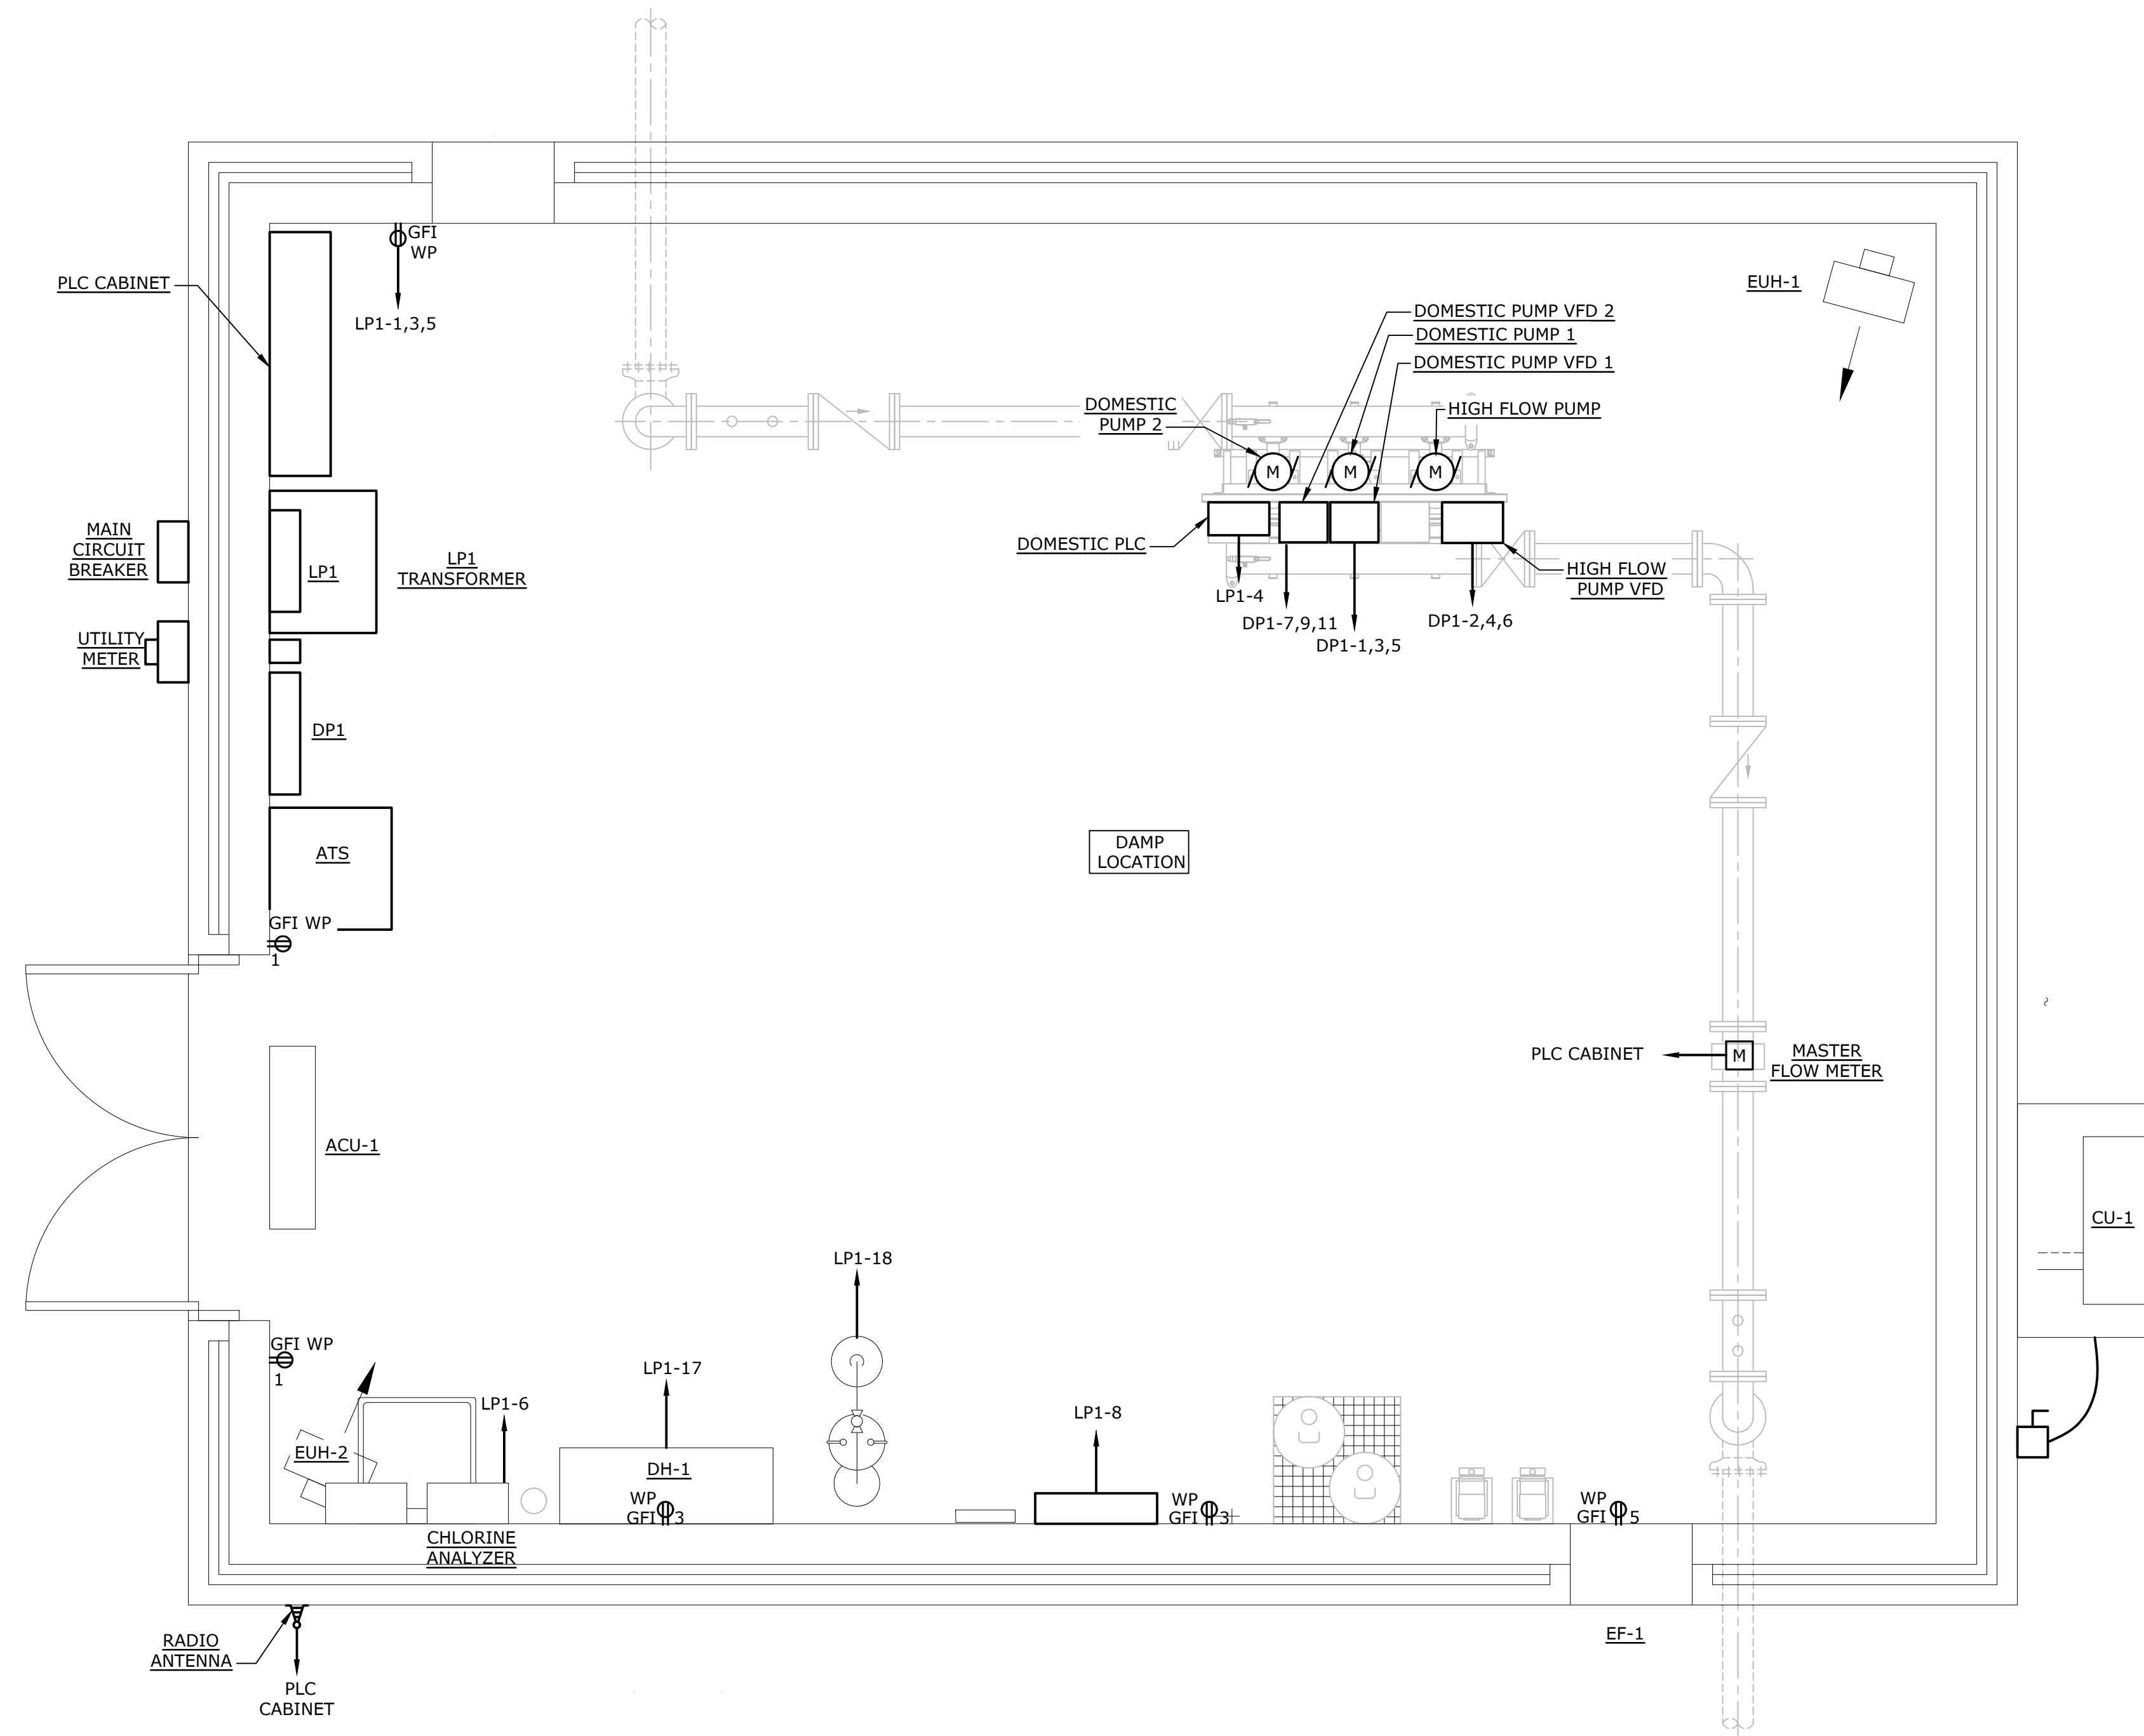 GFI
WP
PLC CABINET
LP1-1,3,5
EUH-1
DOMESTIC PUMP VFD 2
DOMESTIC PUMP 1
DOMESTIC PUMP VFD 1
DOMESTIC
PUMP 2
HIGH FLOW PUMP
M
M
M
MAIN
CIRCUIT
BREAKER
LP1
LP1
TRANSFORMER
DOMESTIC PLC
HIGH FLOW
PUMP VFD
LP1-4
DP1-7,9,11
DP1-1,3,5
DP1-2,4,6
UTILITY
METER
DP1
ATS
DAMP
LOCATION
GFI WP
1
PLC CABINET
M
MASTER
FLOW METER
ACU-1
CU-1
LP1-18
GFI WP
1
LP1-17
LP1-6
LP1-8
EUH-2
DH-1
WP
GFI
3
WP
GFI
3
WP
GFI
5
CHLORINE
ANALYZER
RADIO
ANTENNA
EF-1
PLC
CABINET